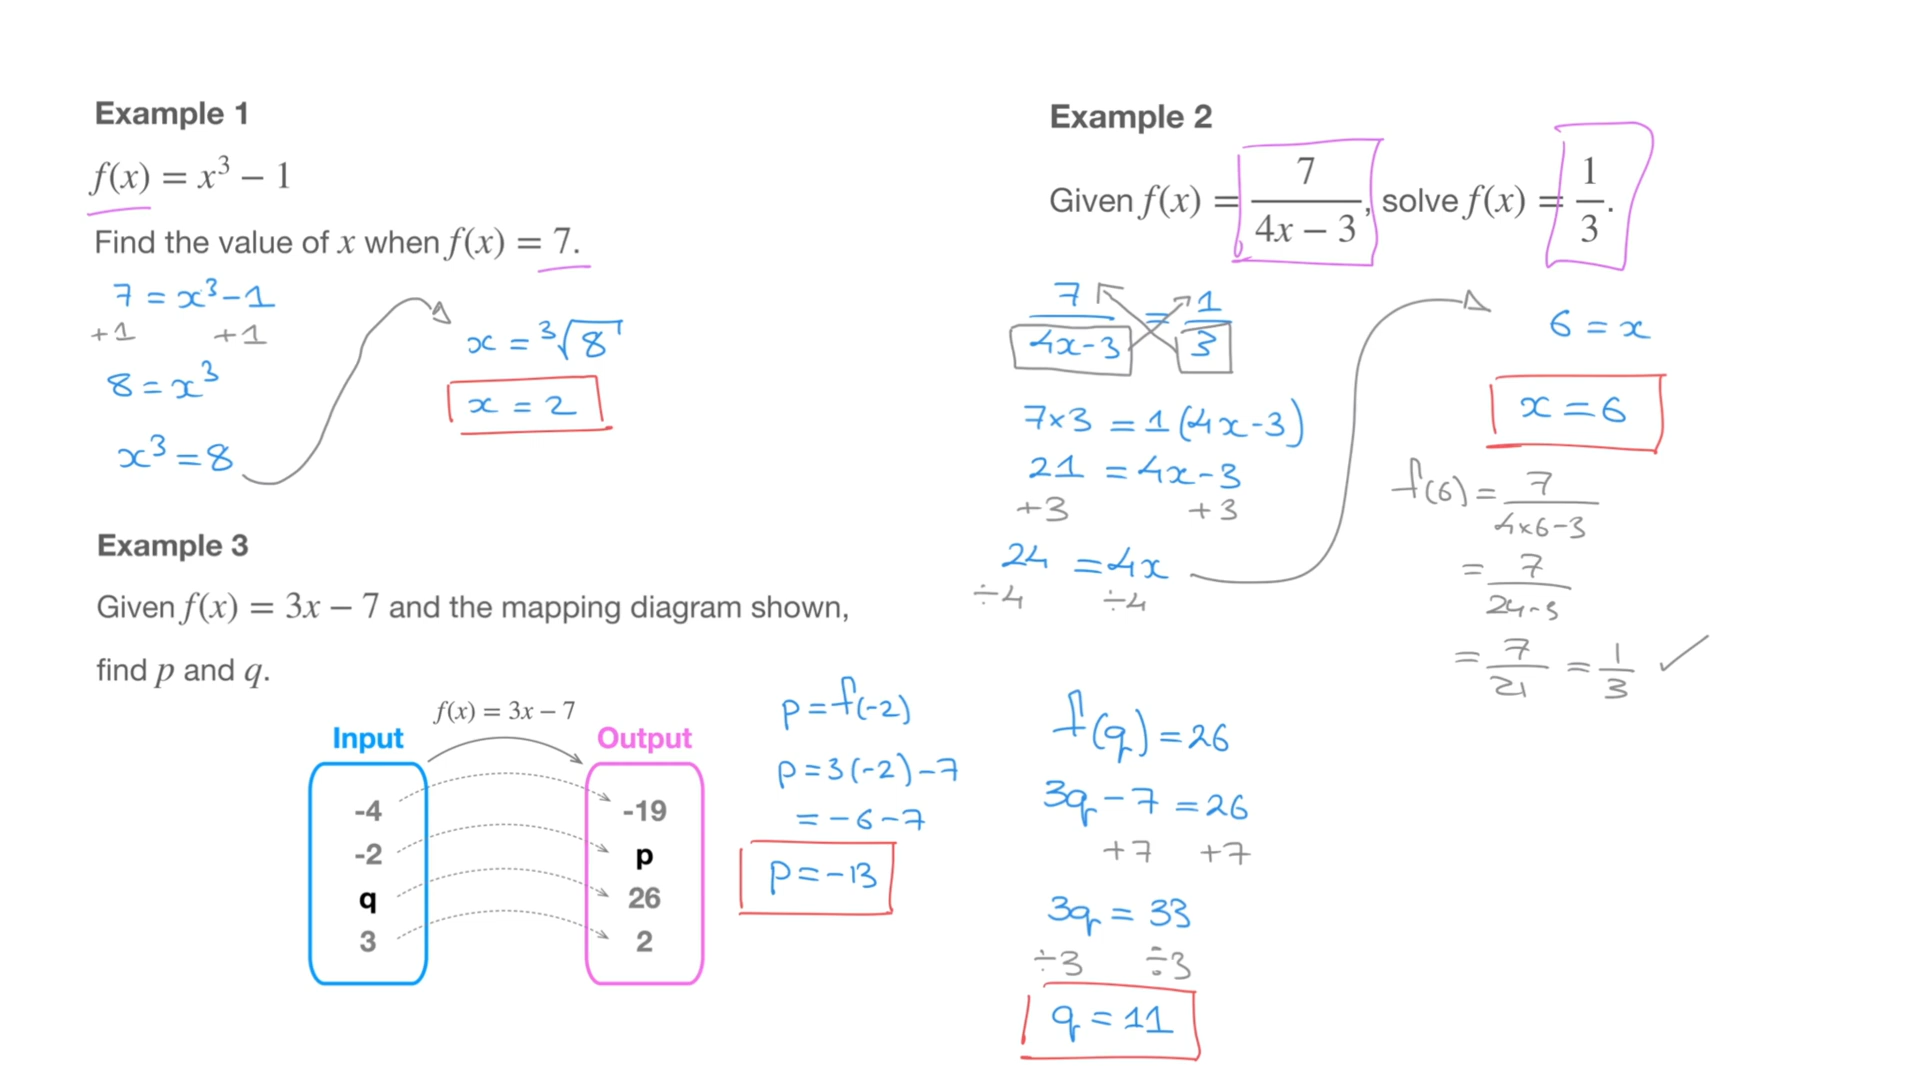 Example 1
f(x) = x³ − 1
Find the value of x when f(x) = 7.
7 = x³ − 1
+1 +1
8 = x³
x³ = 8
x = ³√8
x = 2
Example 2
Given f(x) = 7/(4x − 3), solve f(x) = 1/3.
7/(4x−3) = 1/3
7×3 = 1(4x−3)
21 = 4x−3
+3 +3
24 = 4x
÷4 ÷4
6 = x
x = 6
f(6) = 7/(4×6−3)
= 7/(24−3)
= 7/21 = 1/3 ✓
Example 3
Given f(x) = 3x − 7 and the mapping diagram shown,
find p and q.
f(x) = 3x − 7
Input Output
-4 -19
-2 p
q 26
3 2
p = f(−2)
p = 3(−2)−7
= −6−7
p = −13
f(q) = 26
3q − 7 = 26
+7 +7
3q = 33
÷3 ÷3
q = 11